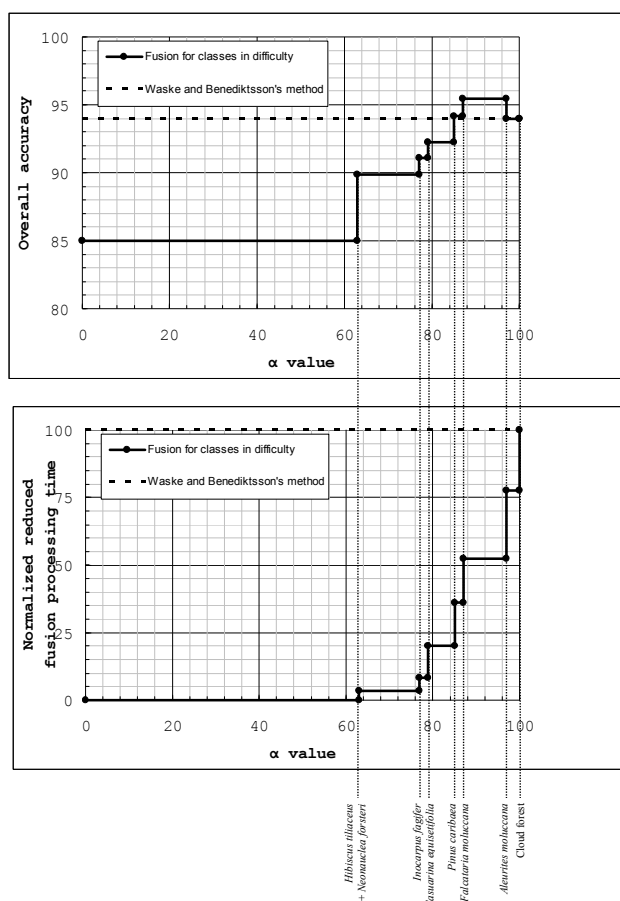 100
95
90
85
80
Overall accuracy
Fusion for classes in difficulty
Waske and Benediktsson's method
0
20
40
60
80
100
α value
100
75
50
25
0
Normalized reduced
fusion processing time
Fusion for classes in difficulty
Waske and Benediktsson's method
0
20
40
60
80
100
α value
Hibiscus tiliaceus
+ Neonauclea forsteri
Inocarpus fagifer
asuarina equisetifolia
Pinus caribaea
Falcataria moluccana
Aleurites moluccana
Cloud forest